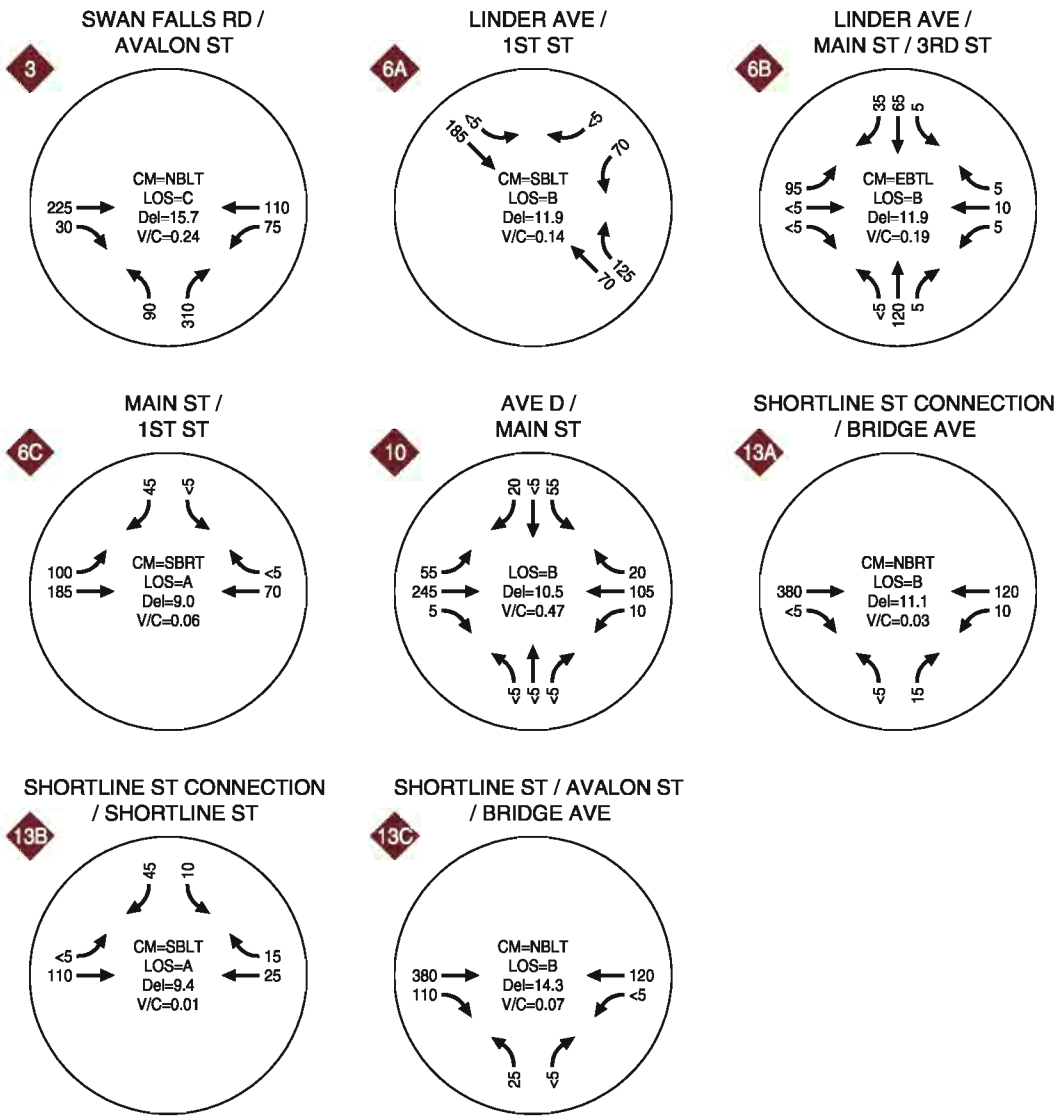 SWAN FALLS RD /
AVALON ST
3
CM=NBLT
LOS=C
Del=15.7
V/C=0.24
225
30
110
75
90
310
LINDER AVE /
1ST ST
6A
185
<5
<5
70
CM=SBLT
LOS=B
Del=11.9
V/C=0.14
70
125
LINDER AVE /
MAIN ST / 3RD ST
6B
35 65 5
95
<5
<5
CM=EBTL
LOS=B
Del=11.9
V/C=0.19
5
10
5
<5 120 5
MAIN ST /
1ST ST
6C
45 <5
100
185
CM=SBRT
LOS=A
Del=9.0
V/C=0.06
<5
70
AVE D /
MAIN ST
10
20 <5 55
55
245
5
LOS=B
Del=10.5
V/C=0.47
20
105
10
<5 <5 <5
SHORTLINE ST CONNECTION
/ BRIDGE AVE
13A
380
<5
CM=NBRT
LOS=B
Del=11.1
V/C=0.03
120
10
<5 15
SHORTLINE ST CONNECTION
/ SHORTLINE ST
13B
45 10
<5
110
CM=SBLT
LOS=A
Del=9.4
V/C=0.01
15
25
SHORTLINE ST / AVALON ST
/ BRIDGE AVE
13C
380
110
CM=NBLT
LOS=B
Del=14.3
V/C=0.07
120
<5
25 <5